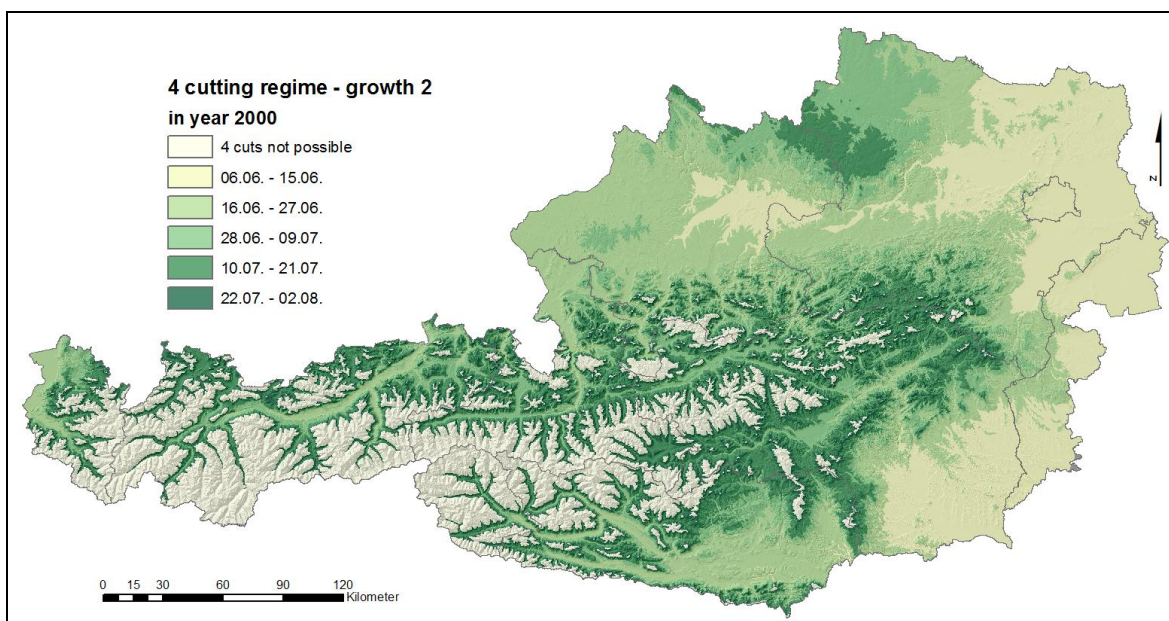 4 cutting regime - growth 2
in year 2000
4 cuts not possible
06.06. - 15.06.
16.06. - 27.06.
28.06. - 09.07.
10.07. - 21.07.
22.07. - 02.08.
N
0 15 30 60 90 120
Kilometer